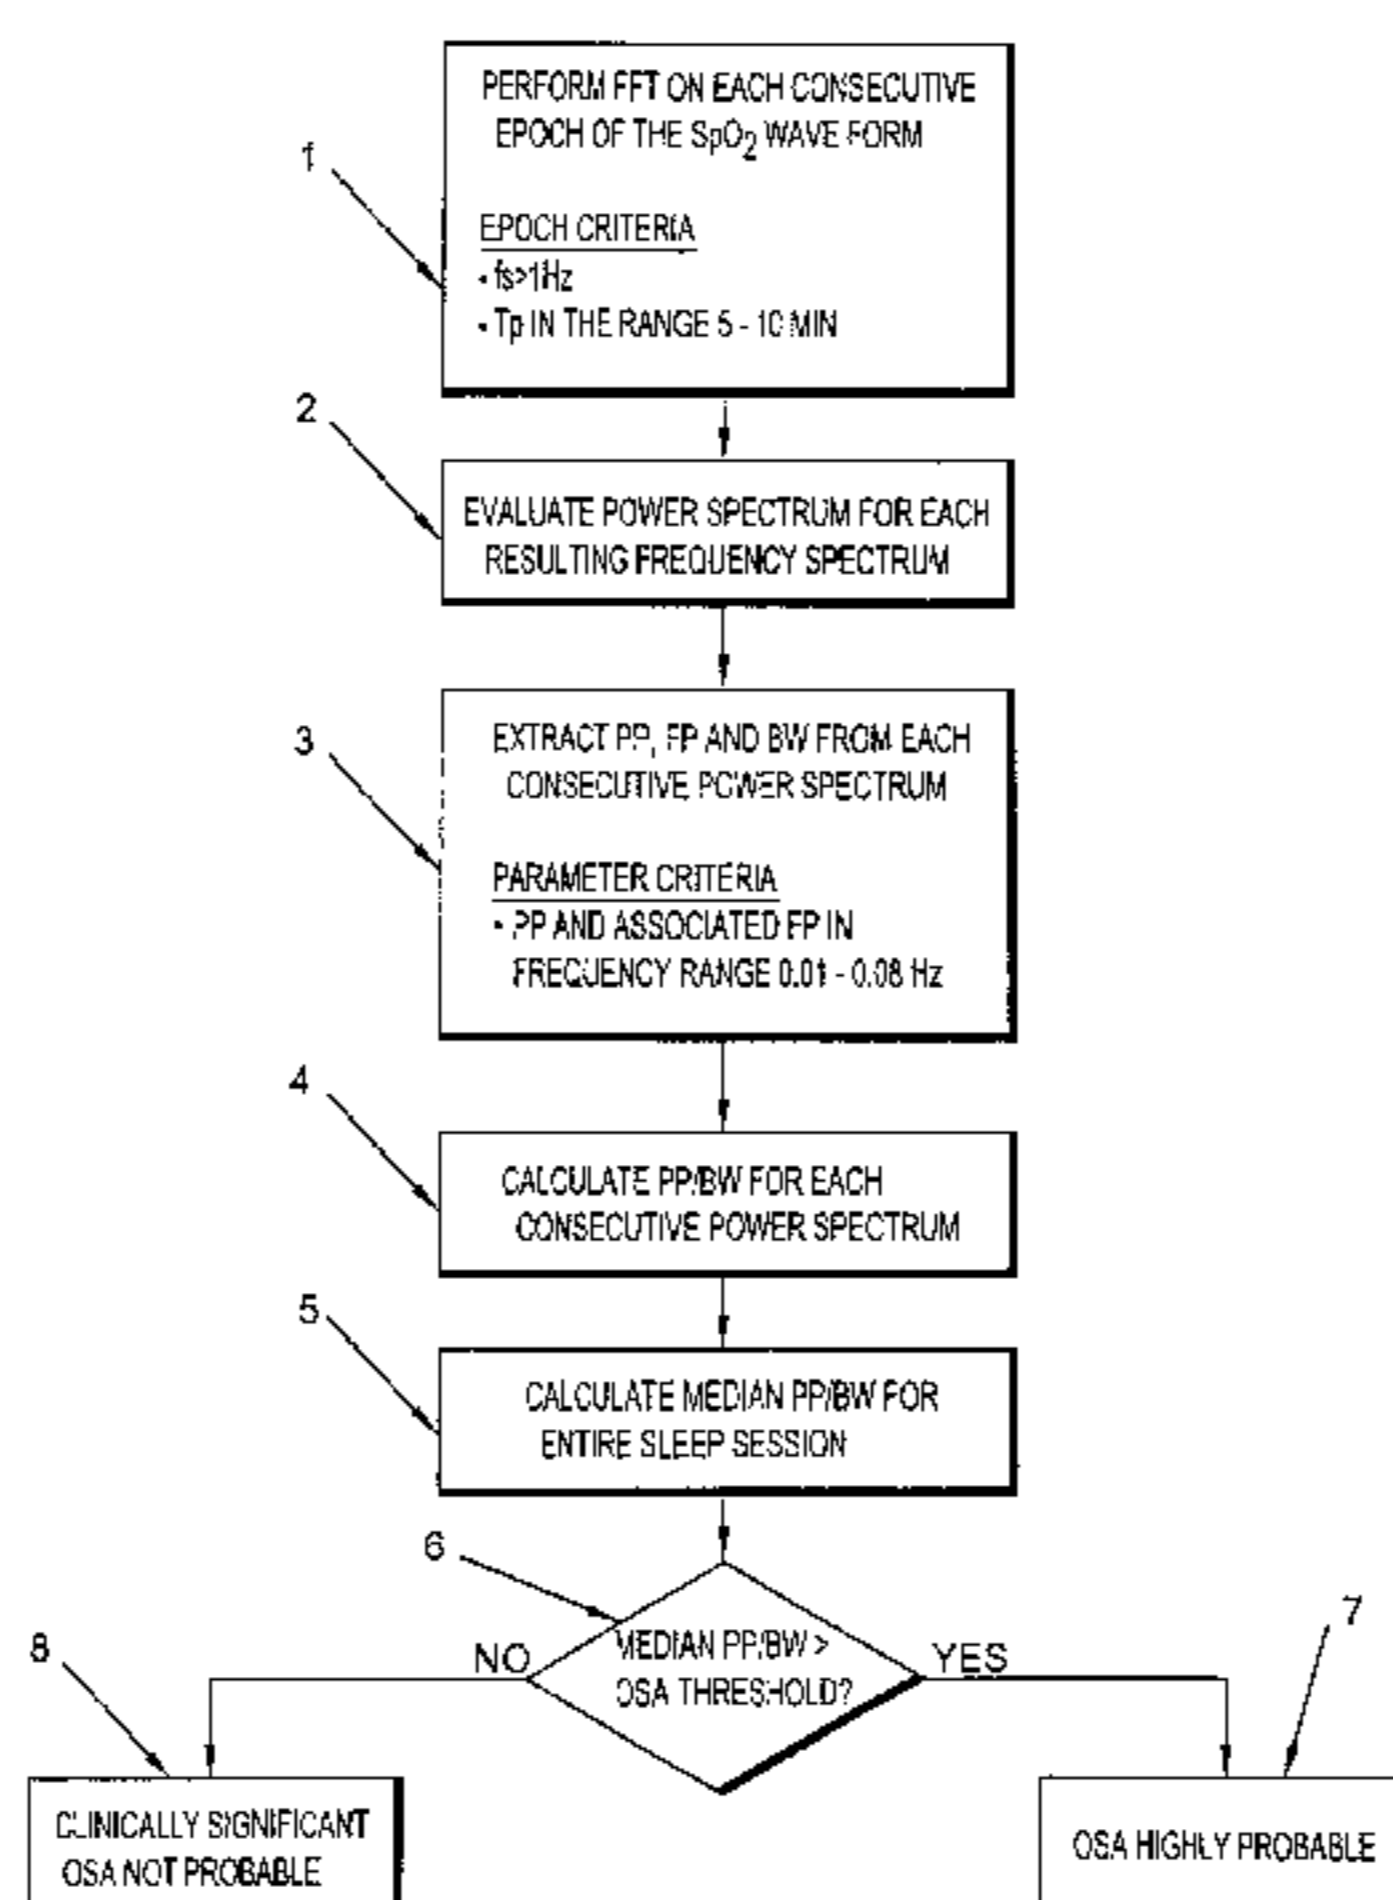 1
PERFORM FFT ON EACH CONSECUTIVE
EPOCH OF THE SpO2 WAVE FORM
EPOCH CRITERIA
- fs>1Hz
- Tp IN THE RANGE 5 - 10 MIN
2
EVALUATE POWER SPECTRUM FOR EACH
RESULTING FREQUENCY SPECTRUM
3
EXTRACT PP, FP AND BW FROM EACH
CONSECUTIVE POWER SPECTRUM
PARAMETER CRITERIA
- PP AND ASSOCIATED FP IN
FREQUENCY RANGE 0.01 - 0.08 Hz
4
CALCULATE PP/BW FOR EACH
CONSECUTIVE POWER SPECTRUM
5
CALCULATE MEDIAN PP/BW FOR
ENTIRE SLEEP SESSION
6
MEDIAN PP/BW >
OSA THRESHOLD?
NO
YES
7
8
CLINICALLY SIGNIFICANT
OSA NOT PROBABLE
OSA HIGHLY PROBABLE